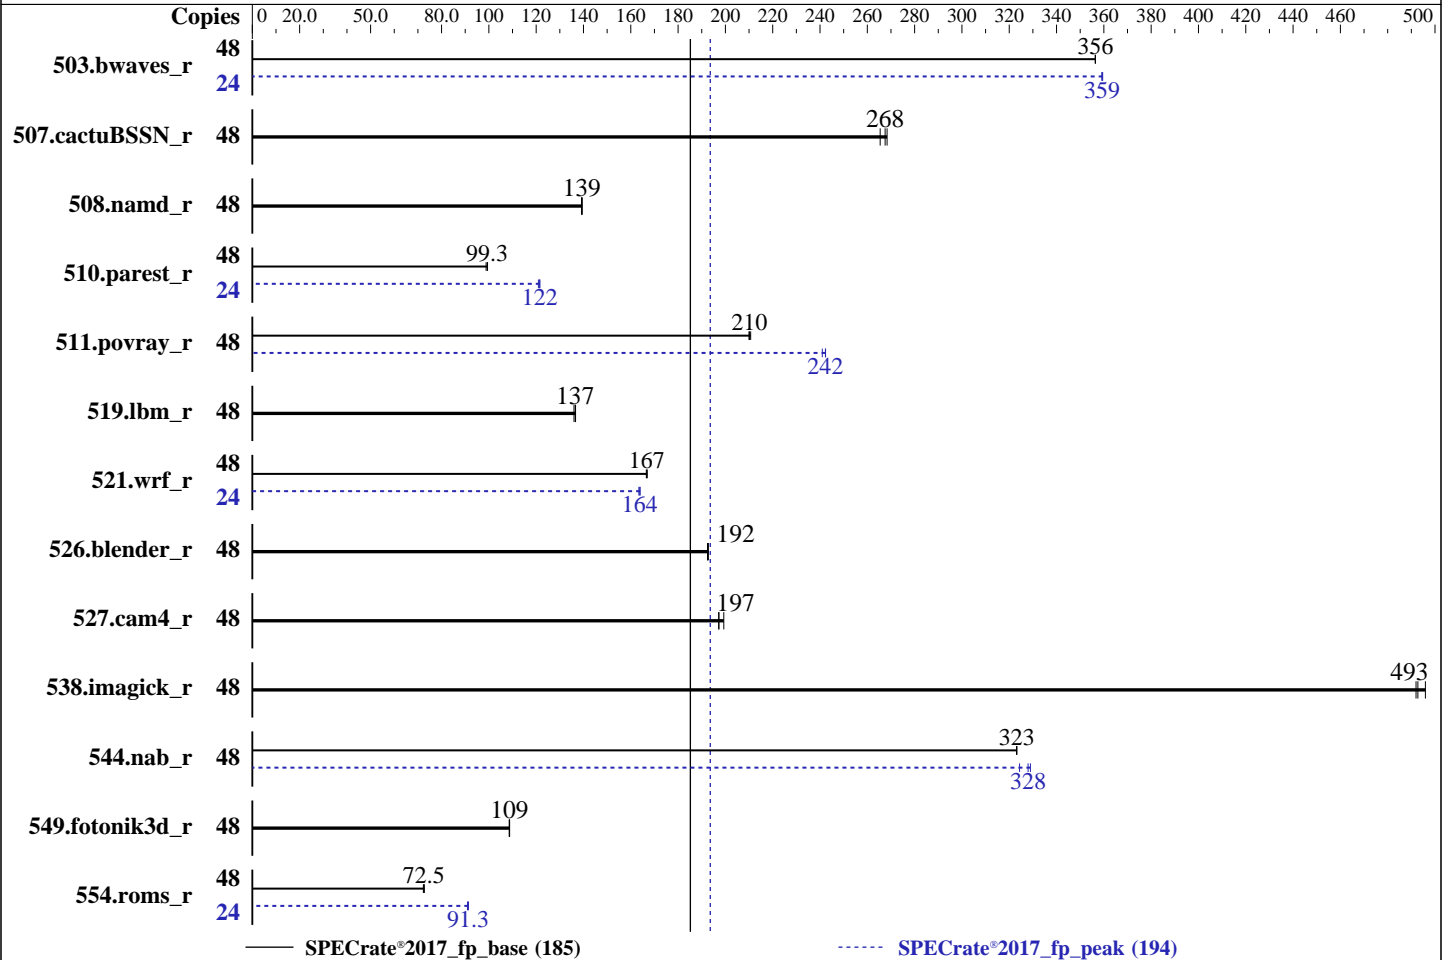 Copies 0 20.0 50.0 80.0 100 120 140 160 180 200 220 240 260 280 300 320 340 360 380 400 420 440 460 500
503.bwaves_r 48 356
24 359
507.cactuBSSN_r 48 268
508.namd_r 48 139
510.parest_r 48 99.3
24 122
511.povray_r 48 210
242
519.lbm_r 48 137
521.wrf_r 48 167
24 164
526.blender_r 48 192
527.cam4_r 48 197
538.imagick_r 48 493
544.nab_r 48 323
328
549.fotonik3d_r 48 109
554.roms_r 48 72.5
24 91.3
SPECrate®2017_fp_base (185) SPECrate®2017_fp_peak (194)